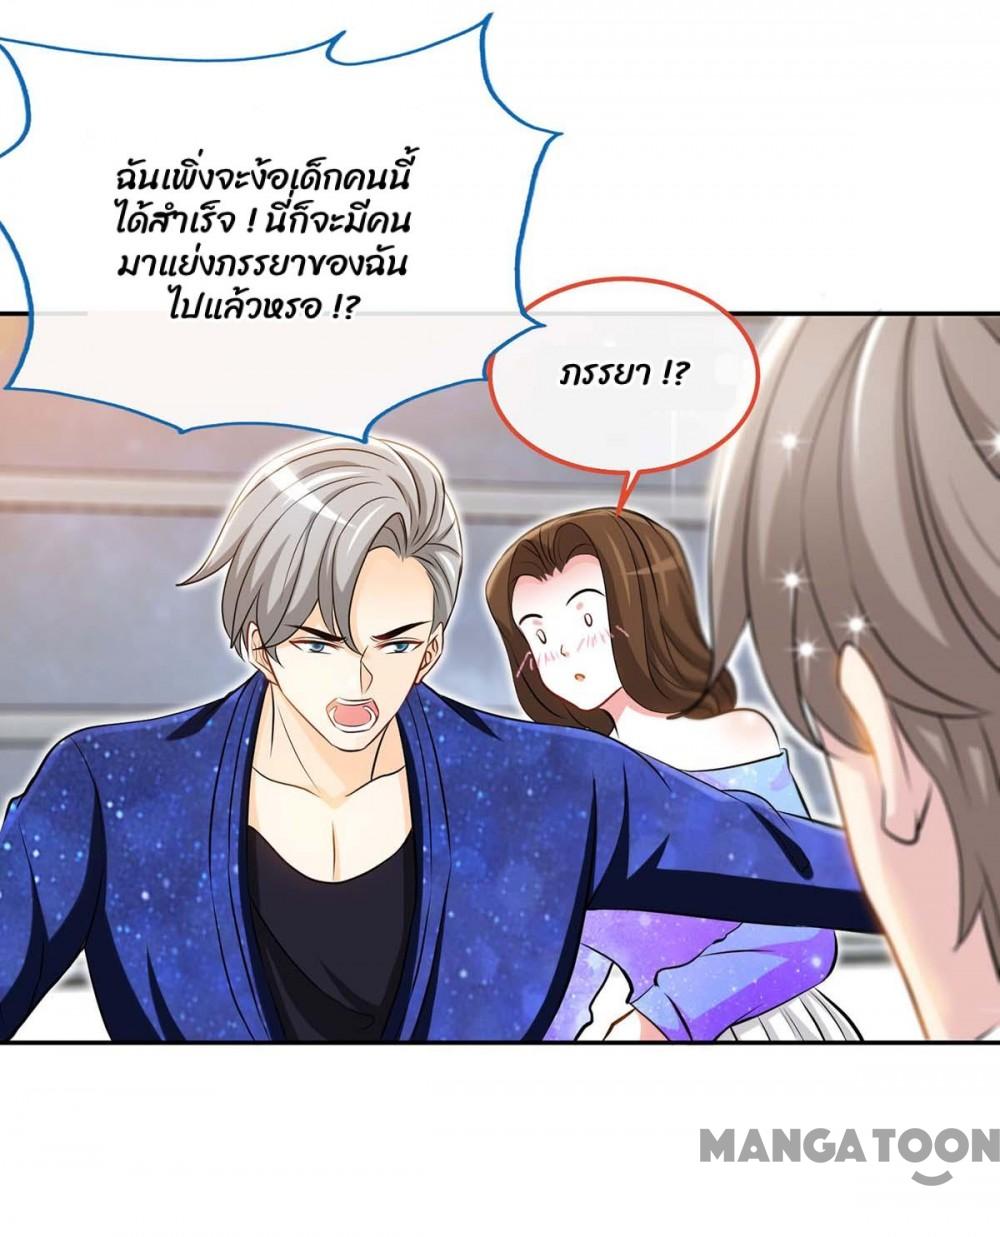 ฉันเพิ่งจะง้อเด็กคนนี้
ได้สำเร็จ ! นี่ก็จะมีคน
มาแย่งภรรยาของฉัน
ไปแล้วหรอ !?
ภรรยา !?
MANGATOON